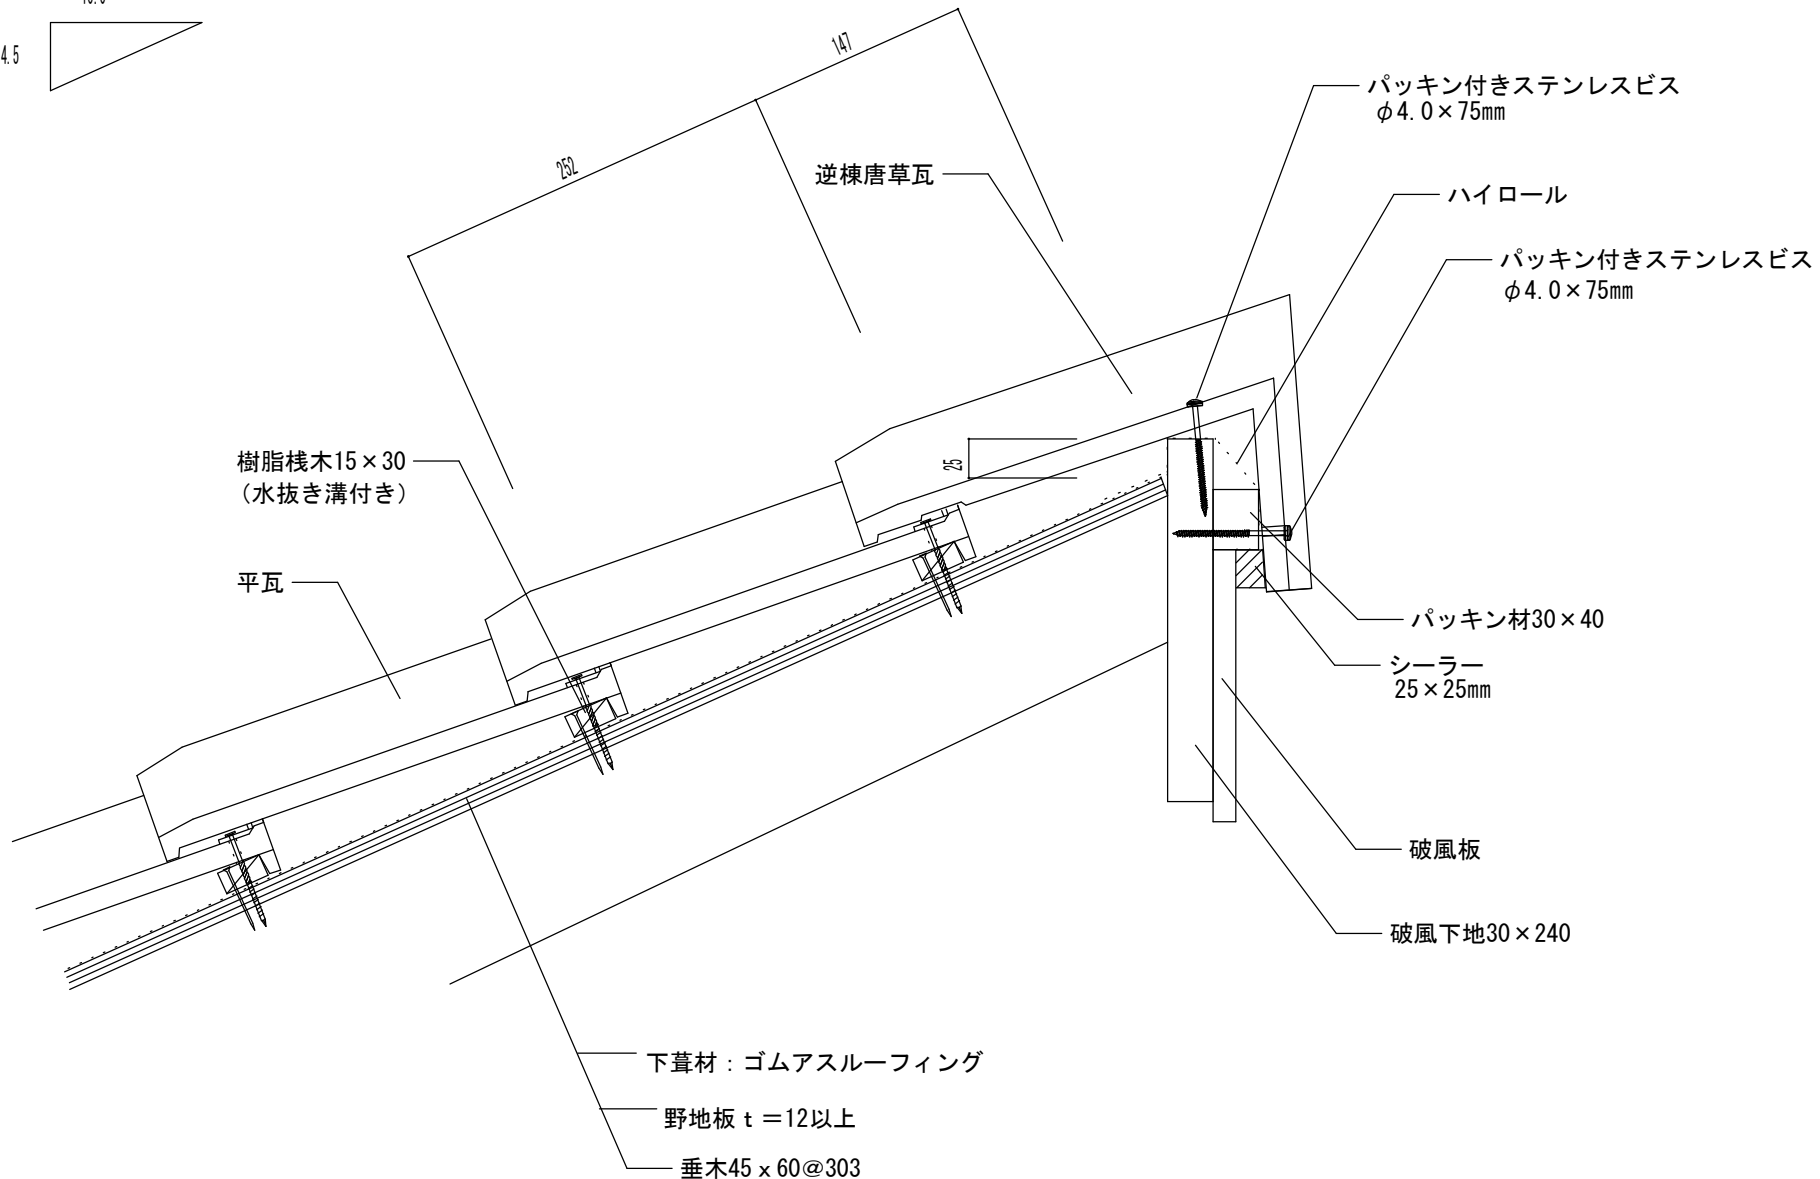 4.5
147
252
パッキン付きステンレスビス
φ4.0×75mm
逆棟唐草瓦
ハイロール
パッキン付きステンレスビス
φ4.0×75mm
25
樹脂桟木15×30
（水抜き溝付き）
平瓦
パッキン材30×40
シーラー
25×25mm
破風板
破風下地30×240
下葺材：ゴムアスルーフィング
野地板ｔ＝12以上
垂木45ｘ60@303